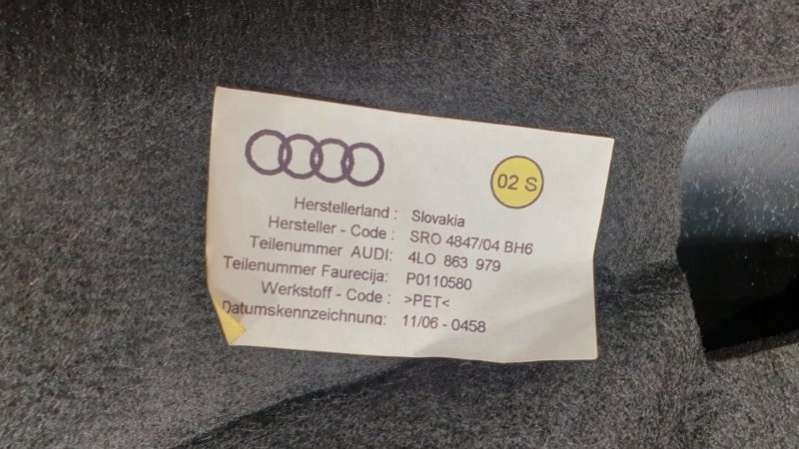 02 S
Herstellerland : Slovakia
Hersteller - Code : SRO 4847/04 BH6
Teilenummer AUDI: 4LO 863 979
Teilenummer Faurecija: P0110580
Werkstoff - Code : >PET<
Datumskennzeichnung: 11/06 - 0458